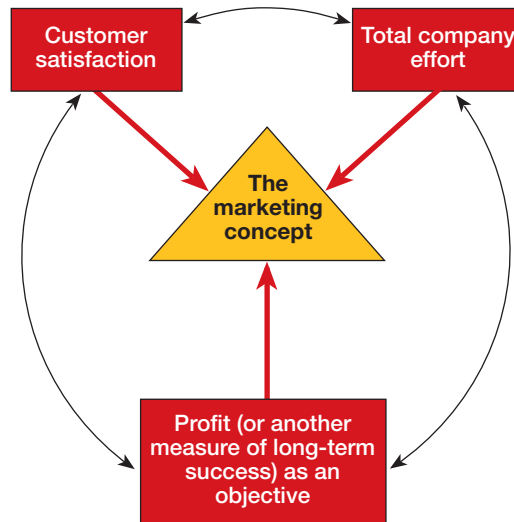 Customer
satisfaction
Total company
effort
The
marketing
concept
Profit (or another
measure of long-term
success) as an
objective